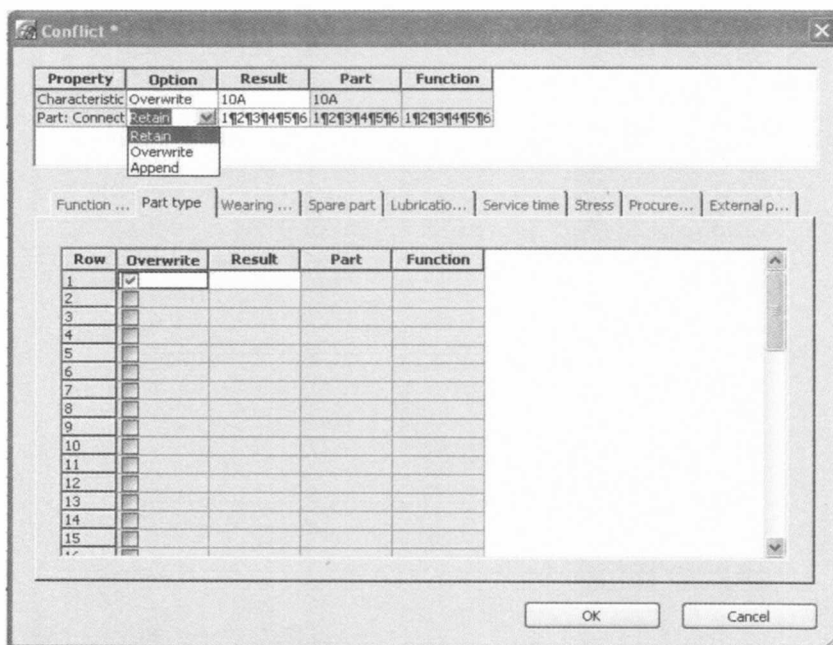 Conflict *
Property Option Result Part Function
Characteristic Overwrite 10A 10A
Part: Connect Retain 1¶2¶3¶4¶5¶6 1¶2¶3¶4¶5¶6 1¶2¶3¶4¶5¶6
Retain
Overwrite
Append
Function ... Part type Wearing ... Spare part Lubricatio... Service time Stress Procure... External p...
Row Overwrite Result Part Function
1
2
3
4
5
6
7
8
9
10
11
12
13
14
15
OK Cancel